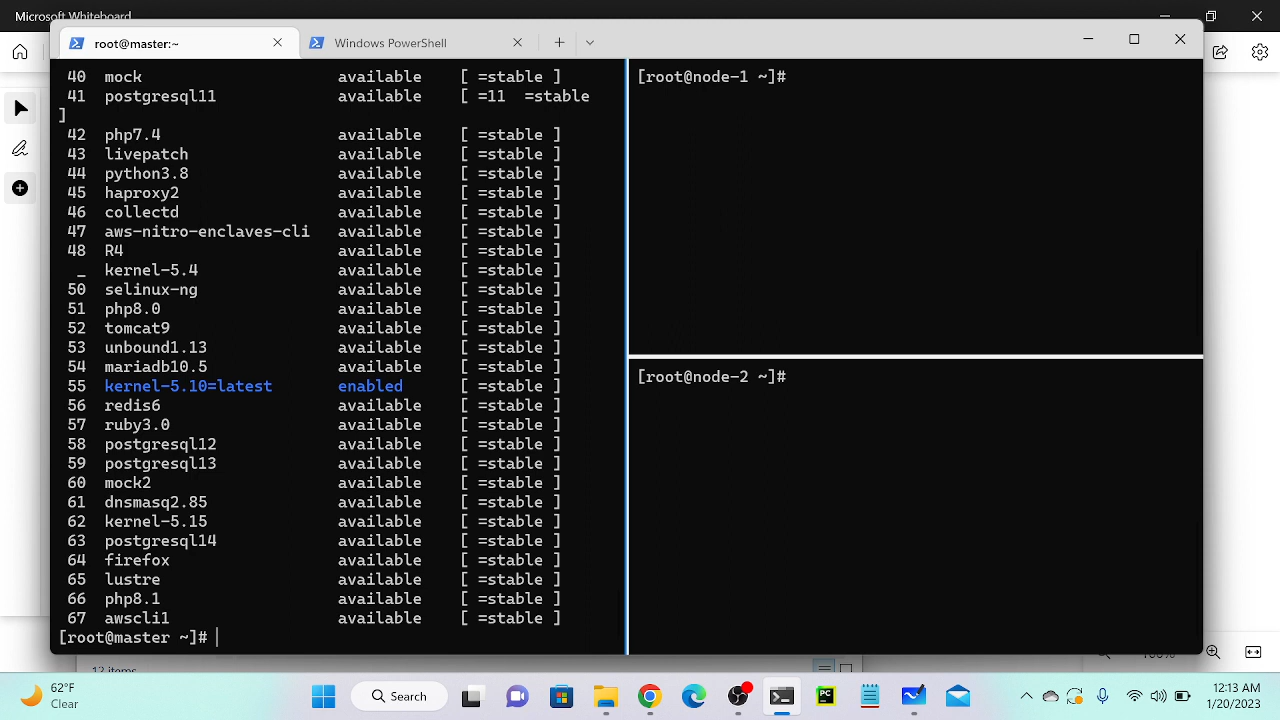 Microsoft Whiteboard
root@master:~
Windows PowerShell
40 mock available [ =stable ]
41 postgresql11 available [ =11 =stable
]
42 php7.4 available [ =stable ]
43 livepatch available [ =stable ]
44 python3.8 available [ =stable ]
45 haproxy2 available [ =stable ]
46 collectd available [ =stable ]
47 aws-nitro-enclaves-cli available [ =stable ]
48 R4 available [ =stable ]
_ kernel-5.4 available [ =stable ]
50 selinux-ng available [ =stable ]
51 php8.0 available [ =stable ]
52 tomcat9 available [ =stable ]
53 unbound1.13 available [ =stable ]
54 mariadb10.5 available [ =stable ]
55 kernel-5.10=latest enabled [ =stable ]
56 redis6 available [ =stable ]
57 ruby3.0 available [ =stable ]
58 postgresql12 available [ =stable ]
59 postgresql13 available [ =stable ]
60 mock2 available [ =stable ]
61 dnsmasq2.85 available [ =stable ]
62 kernel-5.15 available [ =stable ]
63 postgresql14 available [ =stable ]
64 firefox available [ =stable ]
65 lustre available [ =stable ]
66 php8.1 available [ =stable ]
67 awscli1 available [ =stable ]
[root@master ~]#
[root@node-1 ~]#
[root@node-2 ~]#
12 items
62°F
Clear
Search
PC
12:13 AM
1/20/2023